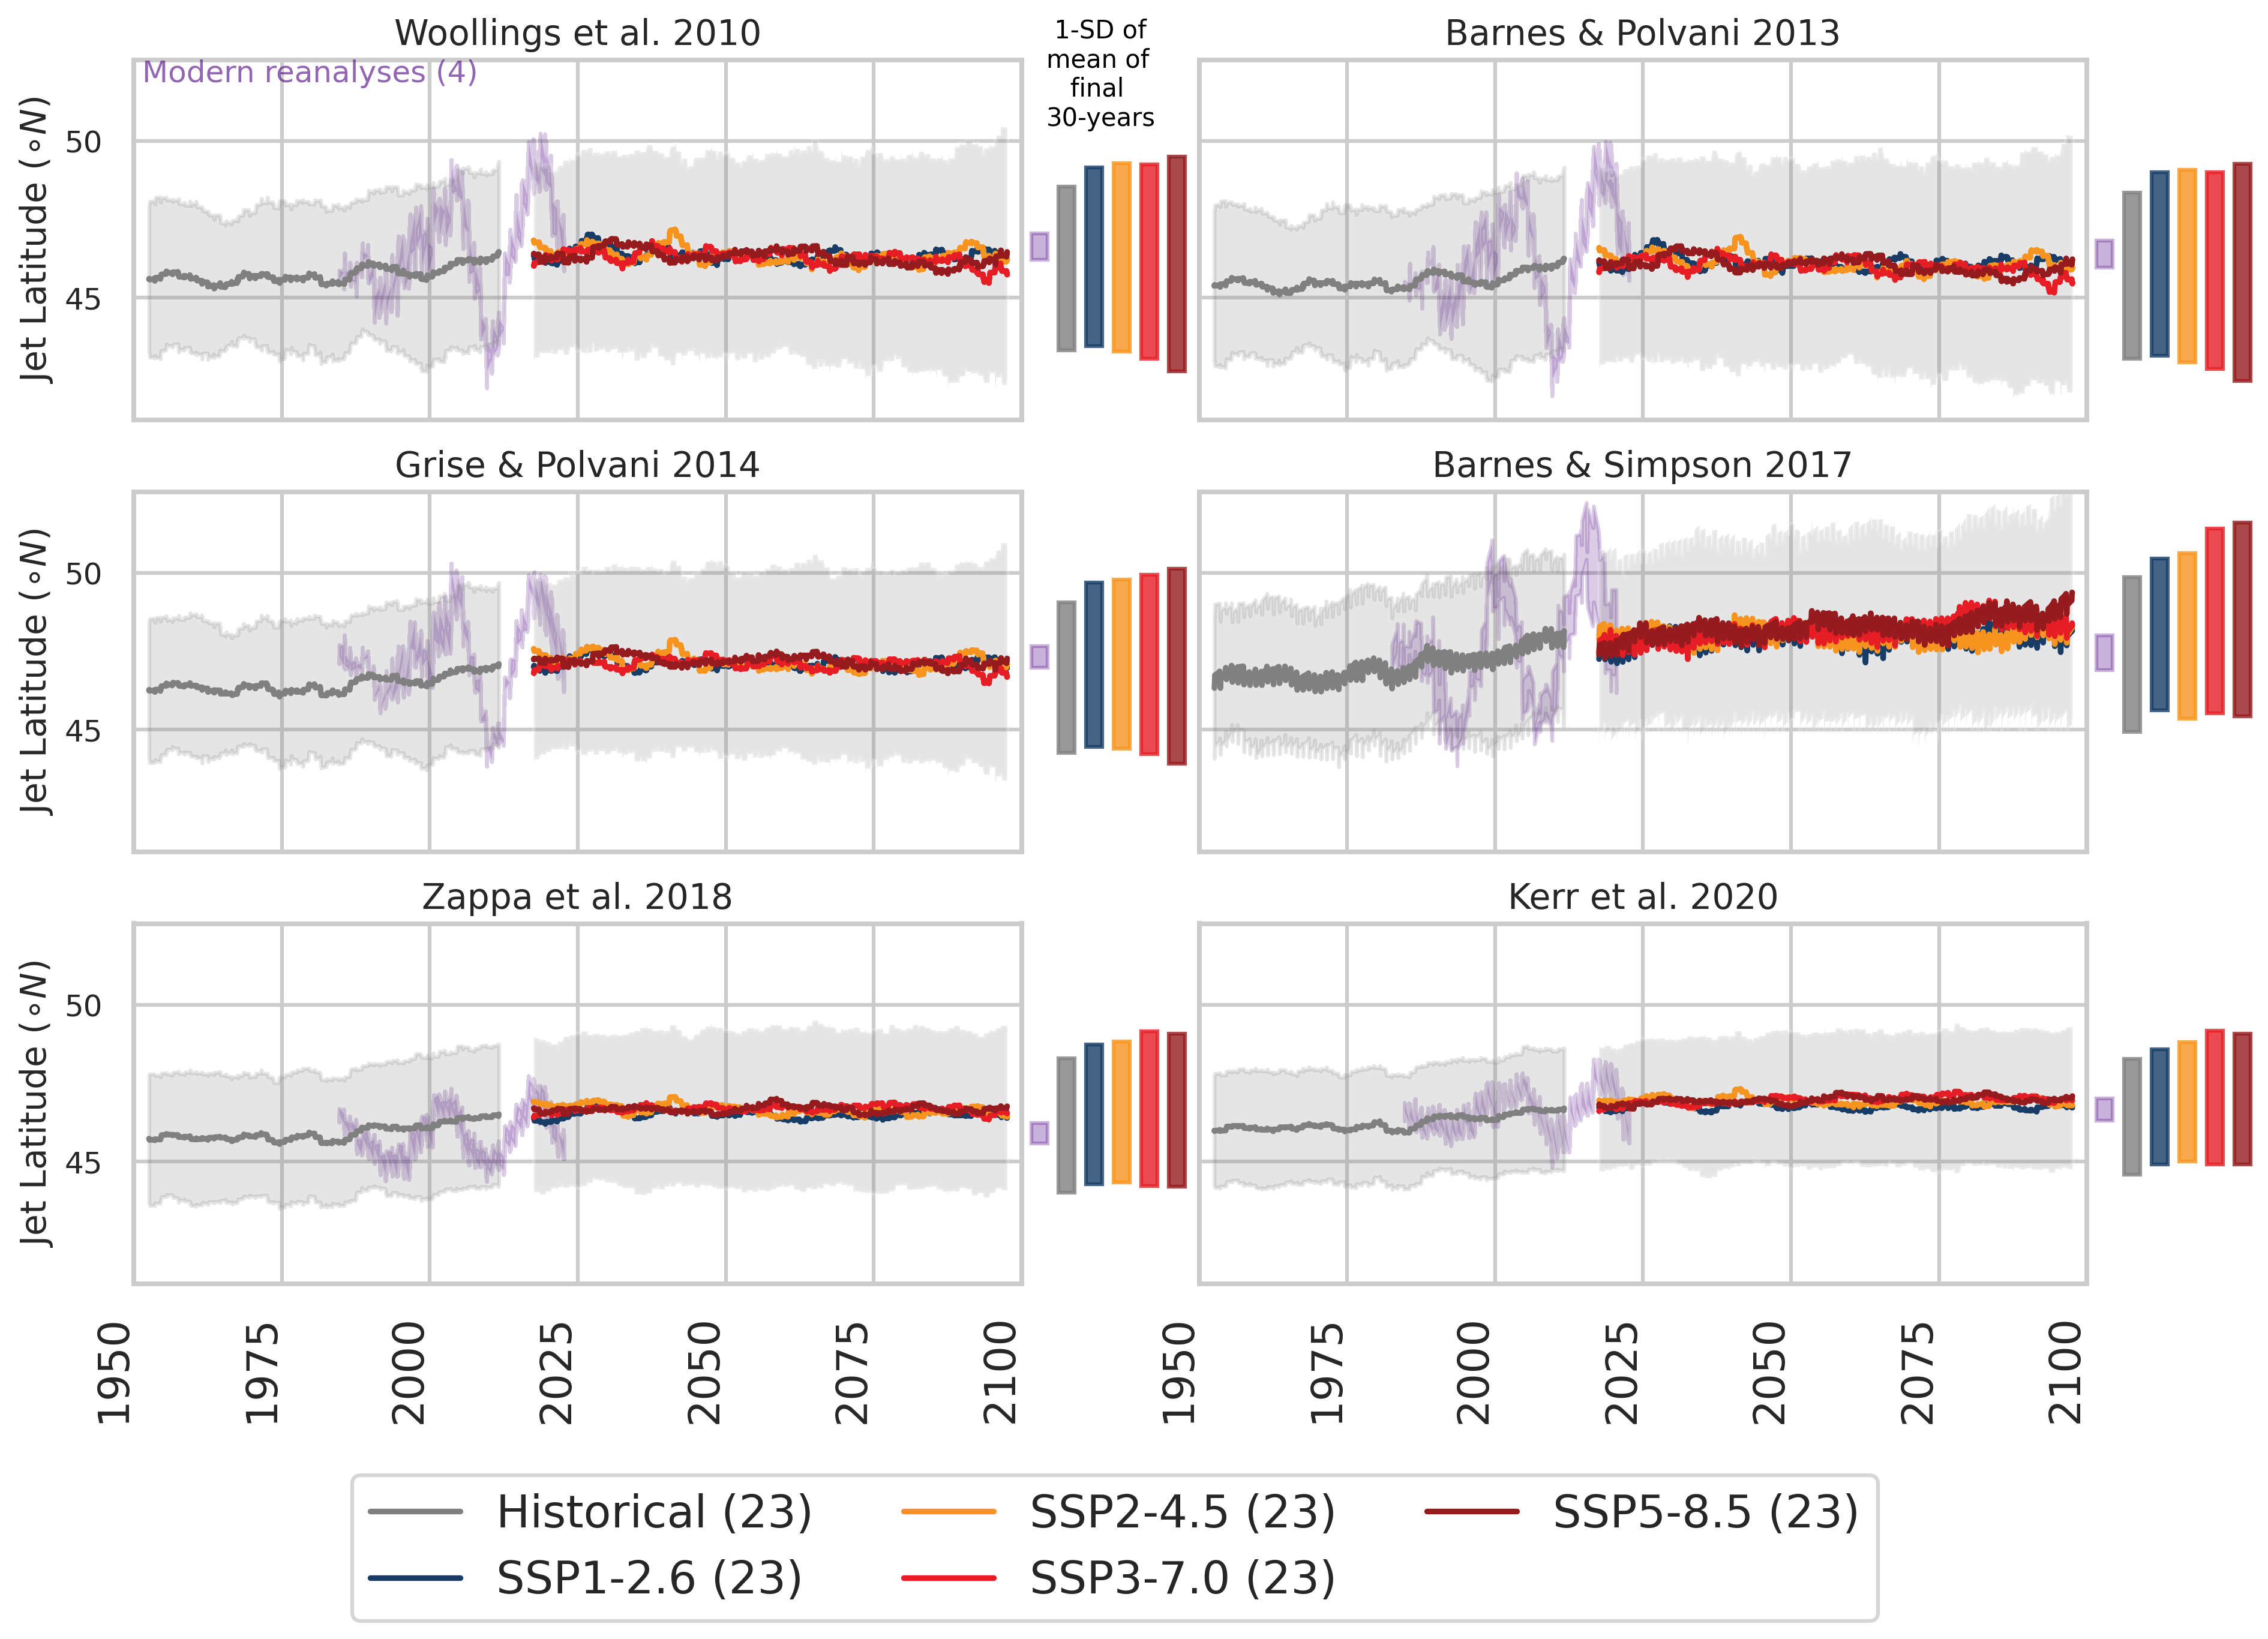 Woollings et al. 2010
1-SD of
mean of
final
30-years
Barnes & Polvani 2013
Modern reanalyses (4)
Jet Latitude (∘N)
50
45
Grise & Polvani 2014
Barnes & Simpson 2017
Jet Latitude (∘N)
50
45
Zappa et al. 2018
Kerr et al. 2020
Jet Latitude (∘N)
50
45
1950 1975 2000 2025 2050 2075 2100
1950 1975 2000 2025 2050 2075 2100
Historical (23) SSP2-4.5 (23) SSP5-8.5 (23)
SSP1-2.6 (23) SSP3-7.0 (23)